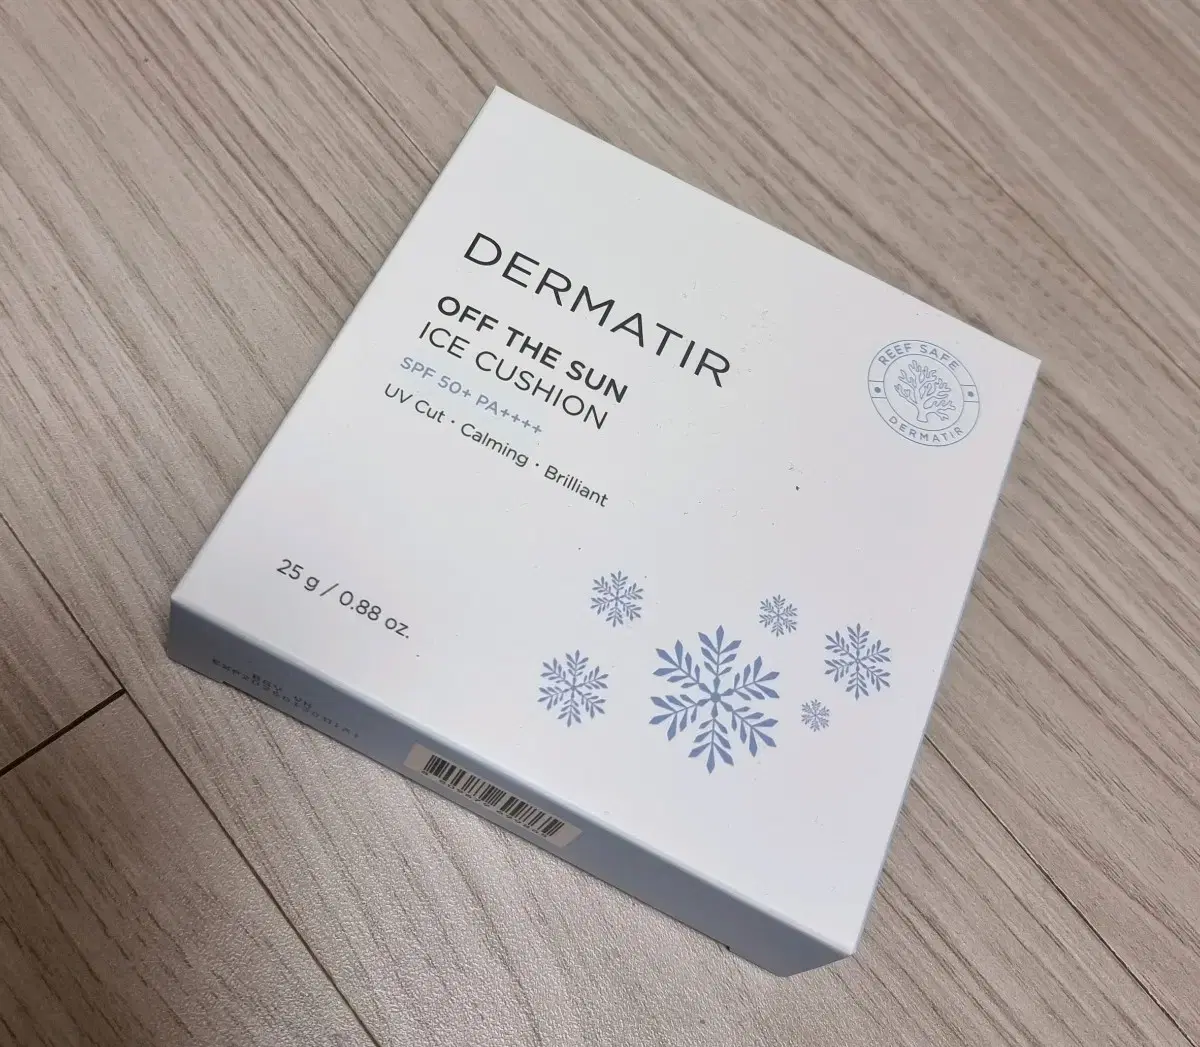 DERMATIR
OFF THE SUN
ICE CUSHION
SPF 50+ PA++++
UV Cut · Calming · Brilliant
REEF SAFE
DERMATIR
25 g / 0.88 oz.